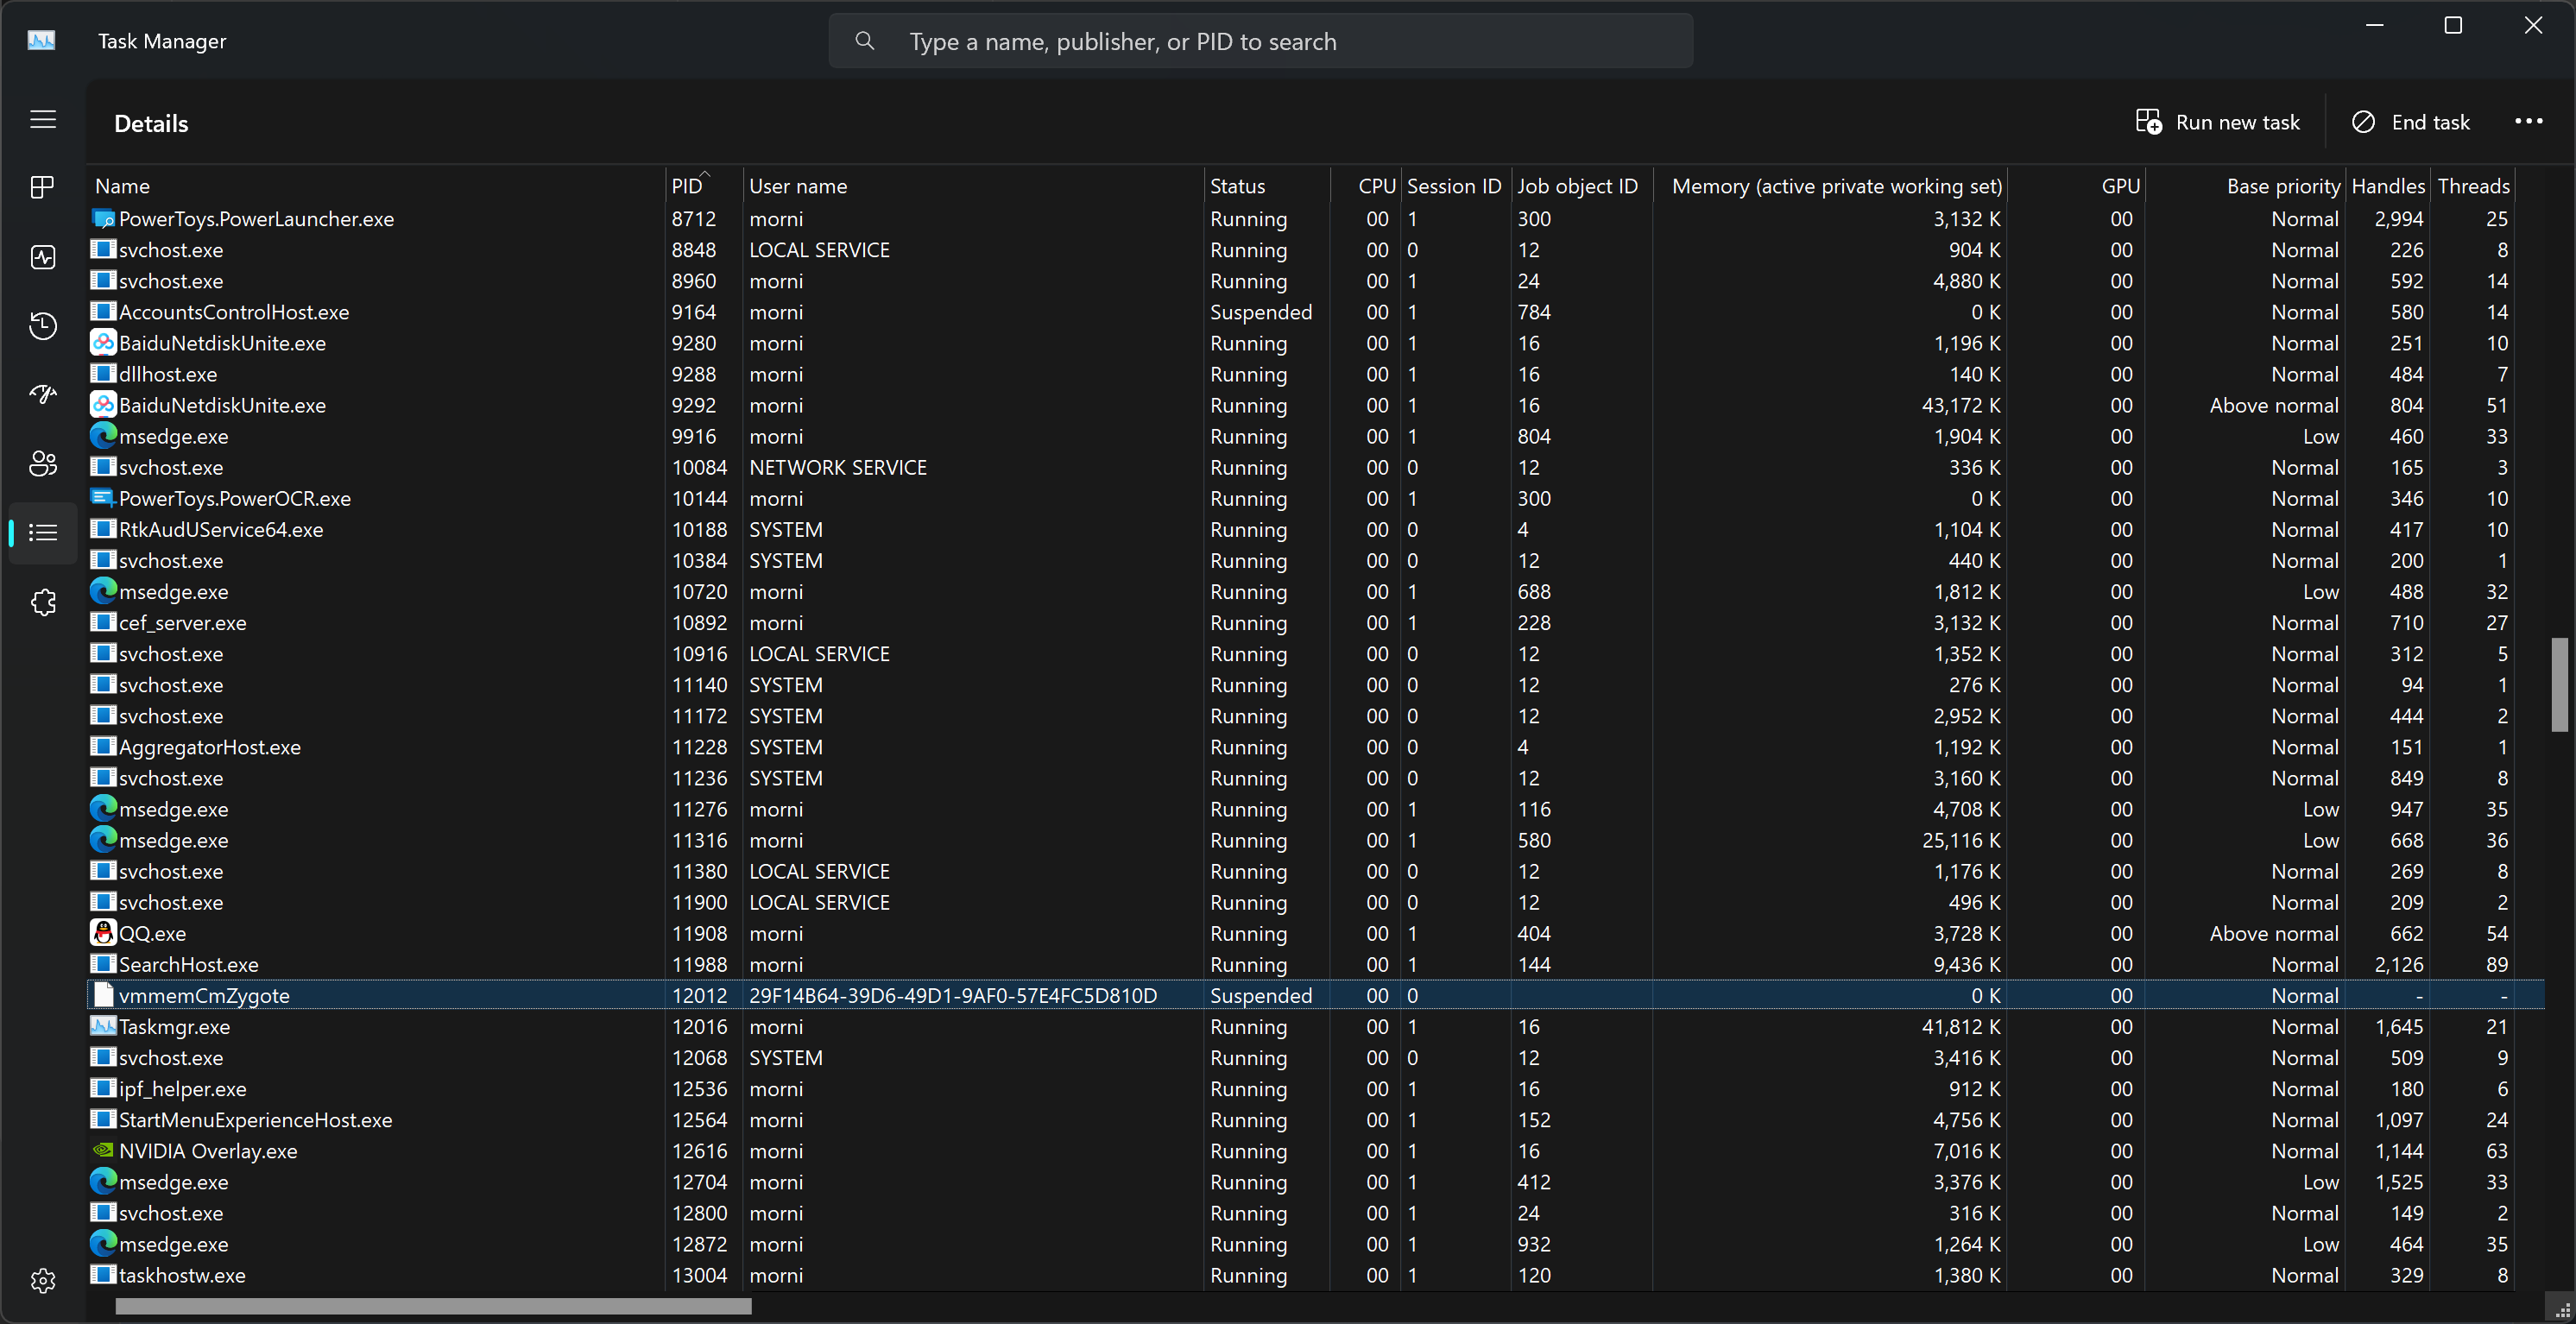 Task Manager
Type a name, publisher, or PID to search
Details
Run new task
End task
Name PID User name Status CPU Session ID Job object ID Memory (active private working set) GPU Base priority Handles Threads
PowerToys.PowerLauncher.exe 8712 morni Running 00 1 300 3,132 K 00 Normal 2,994 25
svchost.exe 8848 LOCAL SERVICE Running 00 0 12 904 K 00 Normal 226 8
svchost.exe 8960 morni Running 00 1 24 4,880 K 00 Normal 592 14
AccountsControlHost.exe 9164 morni Suspended 00 1 784 0 K 00 Normal 580 14
BaiduNetdiskUnite.exe 9280 morni Running 00 1 16 1,196 K 00 Normal 251 10
dllhost.exe 9288 morni Running 00 1 16 140 K 00 Normal 484 7
BaiduNetdiskUnite.exe 9292 morni Running 00 1 16 43,172 K 00 Above normal 804 51
msedge.exe 9916 morni Running 00 1 804 1,904 K 00 Low 460 33
svchost.exe 10084 NETWORK SERVICE Running 00 0 12 336 K 00 Normal 165 3
PowerToys.PowerOCR.exe 10144 morni Running 00 1 300 0 K 00 Normal 346 10
RtkAudUService64.exe 10188 SYSTEM Running 00 0 4 1,104 K 00 Normal 417 10
svchost.exe 10384 SYSTEM Running 00 0 12 440 K 00 Normal 200 1
msedge.exe 10720 morni Running 00 1 688 1,812 K 00 Low 488 32
cef_server.exe 10892 morni Running 00 1 228 3,132 K 00 Normal 710 27
svchost.exe 10916 LOCAL SERVICE Running 00 0 12 1,352 K 00 Normal 312 5
svchost.exe 11140 SYSTEM Running 00 0 12 276 K 00 Normal 94 1
svchost.exe 11172 SYSTEM Running 00 0 12 2,952 K 00 Normal 444 2
AggregatorHost.exe 11228 SYSTEM Running 00 0 4 1,192 K 00 Normal 151 1
svchost.exe 11236 SYSTEM Running 00 0 12 3,160 K 00 Normal 849 8
msedge.exe 11276 morni Running 00 1 116 4,708 K 00 Low 947 35
msedge.exe 11316 morni Running 00 1 580 25,116 K 00 Low 668 36
svchost.exe 11380 LOCAL SERVICE Running 00 0 12 1,176 K 00 Normal 269 8
svchost.exe 11900 LOCAL SERVICE Running 00 0 12 496 K 00 Normal 209 2
QQ.exe 11908 morni Running 00 1 404 3,728 K 00 Above normal 662 54
SearchHost.exe 11988 morni Running 00 1 144 9,436 K 00 Normal 2,126 89
vmmemCmZygote 12012 29F14B64-39D6-49D1-9AF0-57E4FC5D810D Suspended 00 0 0 K 00 Normal - -
Taskmgr.exe 12016 morni Running 00 1 16 41,812 K 00 Normal 1,645 21
svchost.exe 12068 SYSTEM Running 00 0 12 3,416 K 00 Normal 509 9
ipf_helper.exe 12536 morni Running 00 1 16 912 K 00 Normal 180 6
StartMenuExperienceHost.exe 12564 morni Running 00 1 152 4,756 K 00 Normal 1,097 24
NVIDIA Overlay.exe 12616 morni Running 00 1 16 7,016 K 00 Normal 1,144 63
msedge.exe 12704 morni Running 00 1 412 3,376 K 00 Low 1,525 33
svchost.exe 12800 morni Running 00 1 24 316 K 00 Normal 149 2
msedge.exe 12872 morni Running 00 1 932 1,264 K 00 Low 464 35
taskhostw.exe 13004 morni Running 00 1 120 1,380 K 00 Normal 329 8